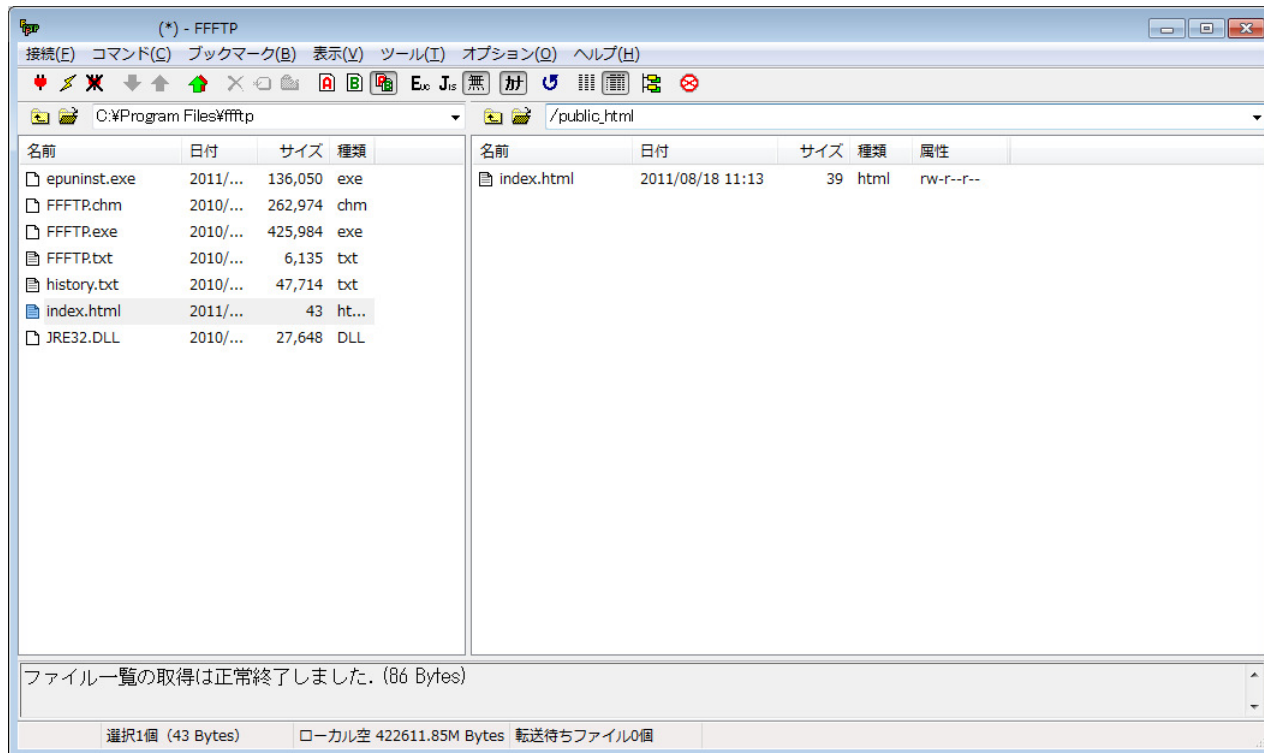 (*) - FFFTP
接続(F) コマンド(C) ブックマーク(B) 表示(V) ツール(T) オプション(O) ヘルプ(H)
A B Euc Jis 無 カナ
C:¥Program Files¥ffftp /public_html
名前 日付 サイズ 種類 名前 日付 サイズ 種類 属性
epuninst.exe 2011/... 136,050 exe index.html 2011/08/18 11:13 39 html rw-r--r--
FFFTP.chm 2010/... 262,974 chm
FFFTP.exe 2010/... 425,984 exe
FFFTP.txt 2010/... 6,135 txt
history.txt 2010/... 47,714 txt
index.html 2011/... 43 ht...
JRE32.DLL 2010/... 27,648 DLL
ファイル一覧の取得は正常終了しました. (86 Bytes)
選択1個 (43 Bytes) ローカル空 422611.85M Bytes 転送待ちファイル0個